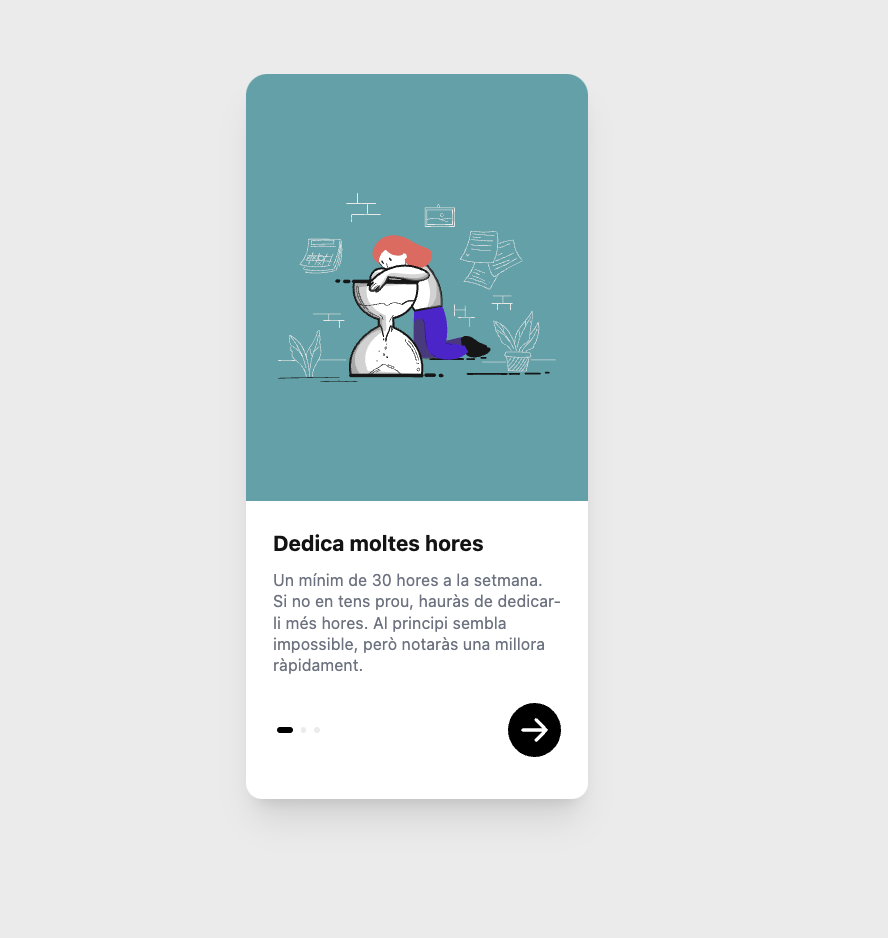 Dedica moltes hores
Un mínim de 30 hores a la setmana.
Si no en tens prou, hauràs de dedicar-
li més hores. Al principi sembla
impossible, però notaràs una millora
ràpidament.